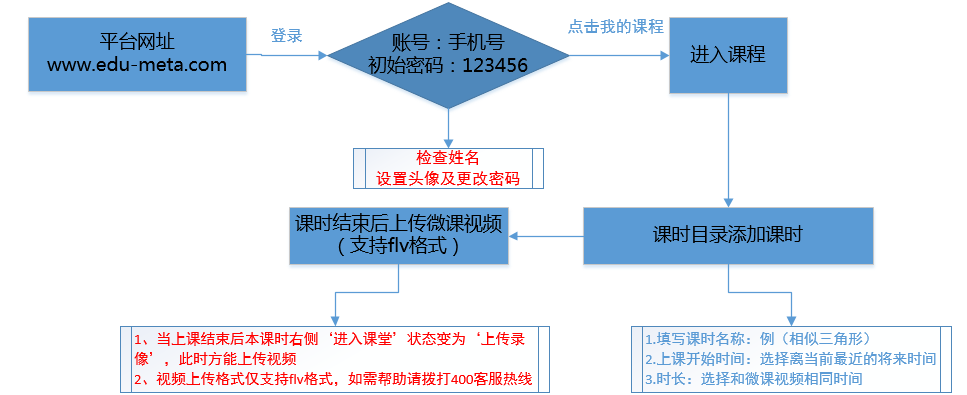 平台网址
www.edu-meta.com
登录
账号：手机号
初始密码：123456
点击我的课程
进入课程
检查姓名
设置头像及更改密码
课时结束后上传微课视频
（支持flv格式）
课时目录添加课时
1、当上课结束后本课时右侧‘进入课堂’状态变为‘上传录
像’，此时方能上传视频
2、视频上传格式仅支持flv格式，如需帮助请拨打400客服热线
1.填写课时名称：例（相似三角形）
2.上课开始时间：选择离当前最近的将来时间
3.时长：选择和微课视频相同时间